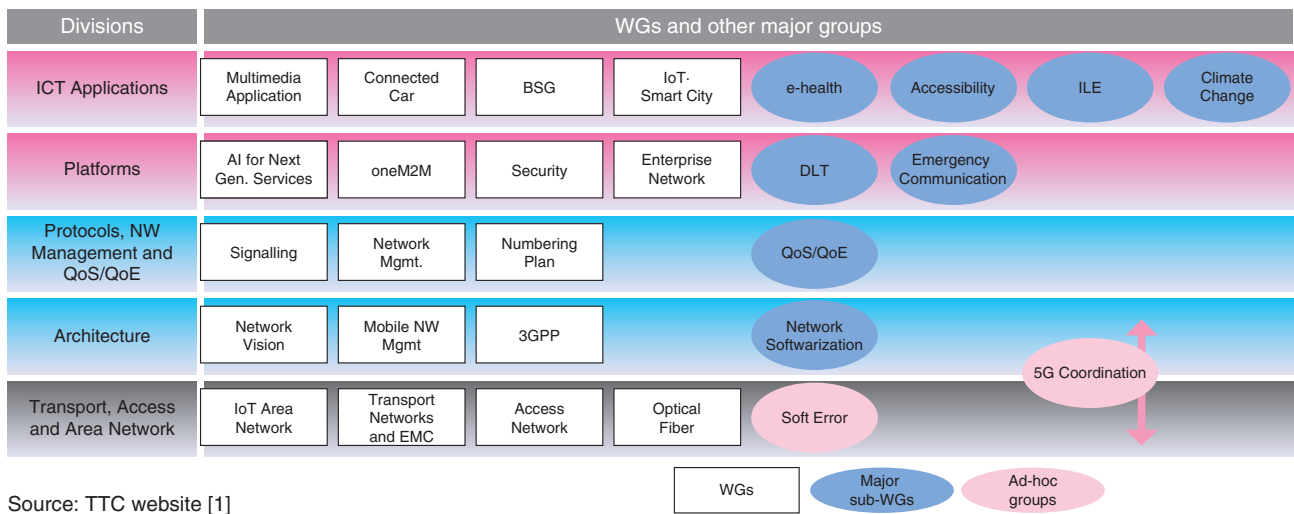 Divisions
WGs and other major groups
ICT Applications
Multimedia
Application
Connected
Car
BSG
IoT·
Smart City
e-health
Accessibility
ILE
Climate
Change
Platforms
AI for Next
Gen. Services
oneM2M
Security
Enterprise
Network
DLT
Emergency
Communication
Protocols, NW
Management and
QoS/QoE
Signalling
Network
Mgmt.
Numbering
Plan
QoS/QoE
Architecture
Network
Vision
Mobile NW
Mgmt
3GPP
Network
Softwarization
5G Coordination
Transport, Access
and Area Network
IoT Area
Network
Transport
Networks
and EMC
Access
Network
Optical
Fiber
Soft Error
WGs
Major
sub-WGs
Ad-hoc
groups
Source: TTC website [1]